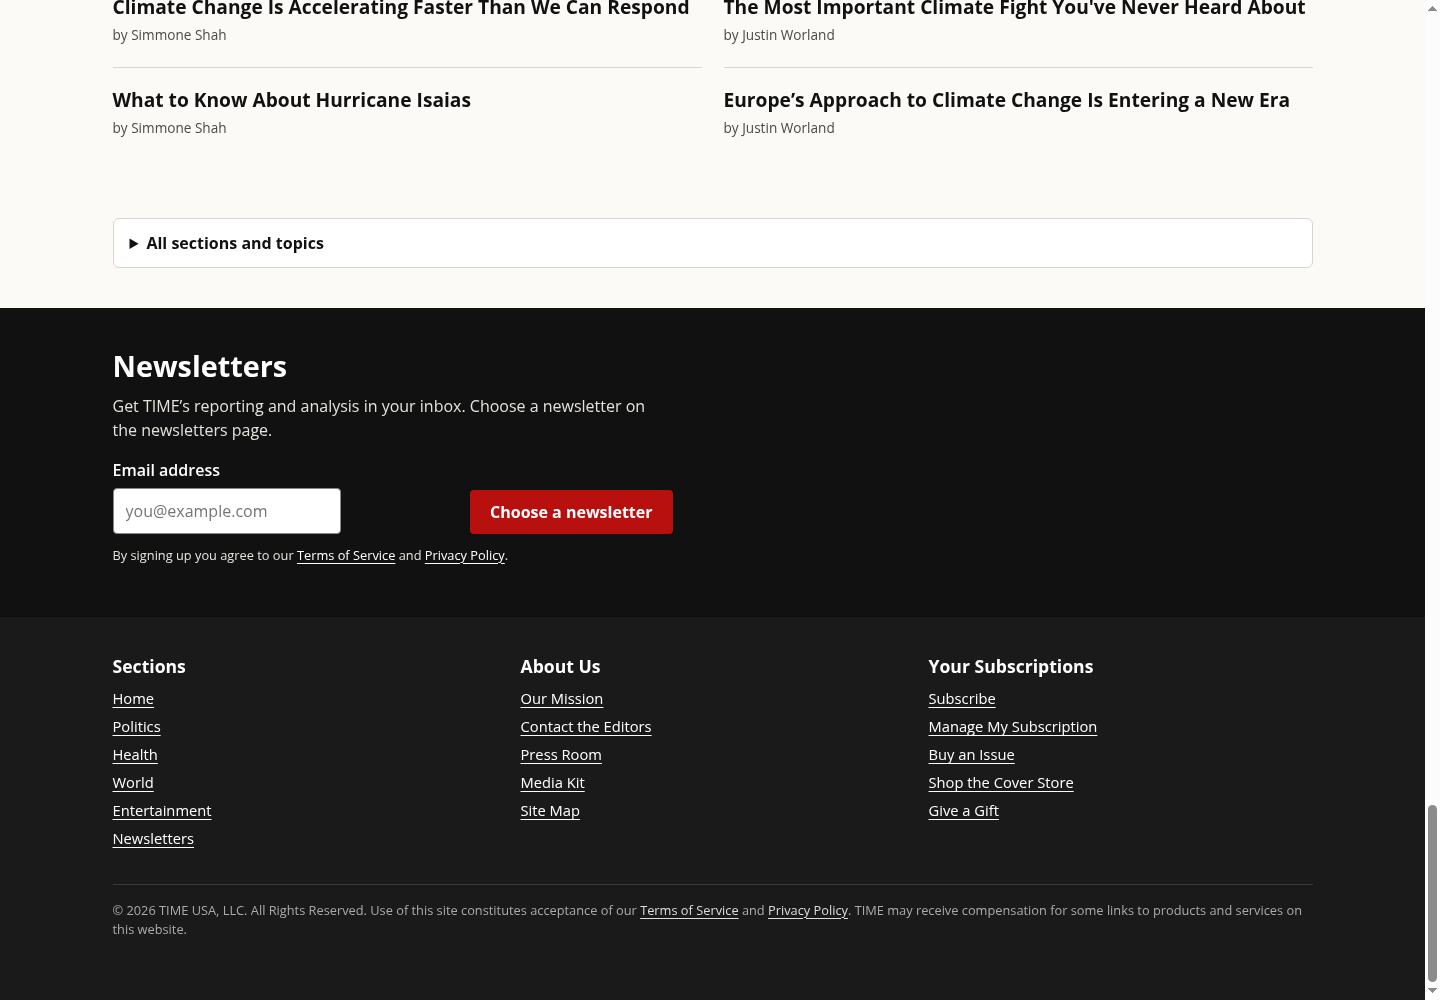 Climate Change Is Accelerating Faster Than We Can Respond
by Simmone Shah
The Most Important Climate Fight You've Never Heard About
by Justin Worland
What to Know About Hurricane Isaias
by Simmone Shah
Europe’s Approach to Climate Change Is Entering a New Era
by Justin Worland
All sections and topics
Newsletters
Get TIME’s reporting and analysis in your inbox. Choose a newsletter on
the newsletters page.
Email address
you@example.com
Choose a newsletter
By signing up you agree to our Terms of Service and Privacy Policy.
Sections
Home
Politics
Health
World
Entertainment
Newsletters
About Us
Our Mission
Contact the Editors
Press Room
Media Kit
Site Map
Your Subscriptions
Subscribe
Manage My Subscription
Buy an Issue
Shop the Cover Store
Give a Gift
© 2026 TIME USA, LLC. All Rights Reserved. Use of this site constitutes acceptance of our Terms of Service and Privacy Policy. TIME may receive compensation for some links to products and services on
this website.